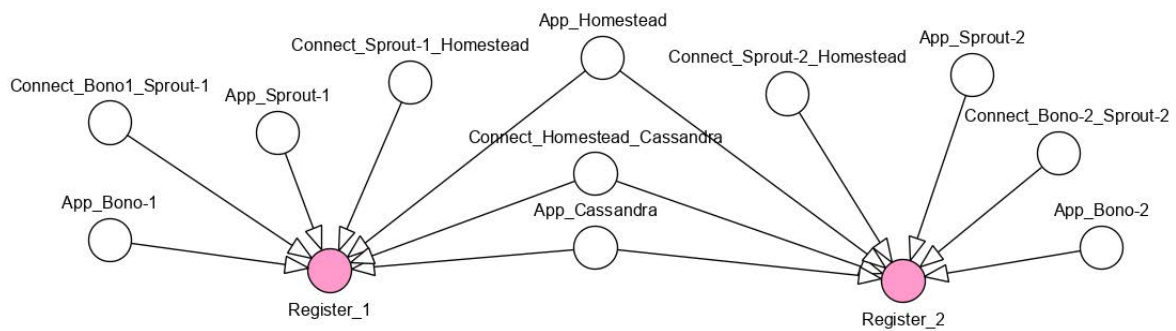 App_Homestead
Connect_Sprout-1_Homestead
App_Sprout-2
Connect_Sprout-2_Homestead
Connect_Bono1_Sprout-1
App_Sprout-1
Connect_Bono-2_Sprout-2
Connect_Homestead_Cassandra
App_Bono-1
App_Cassandra
App_Bono-2
Register_1
Register_2